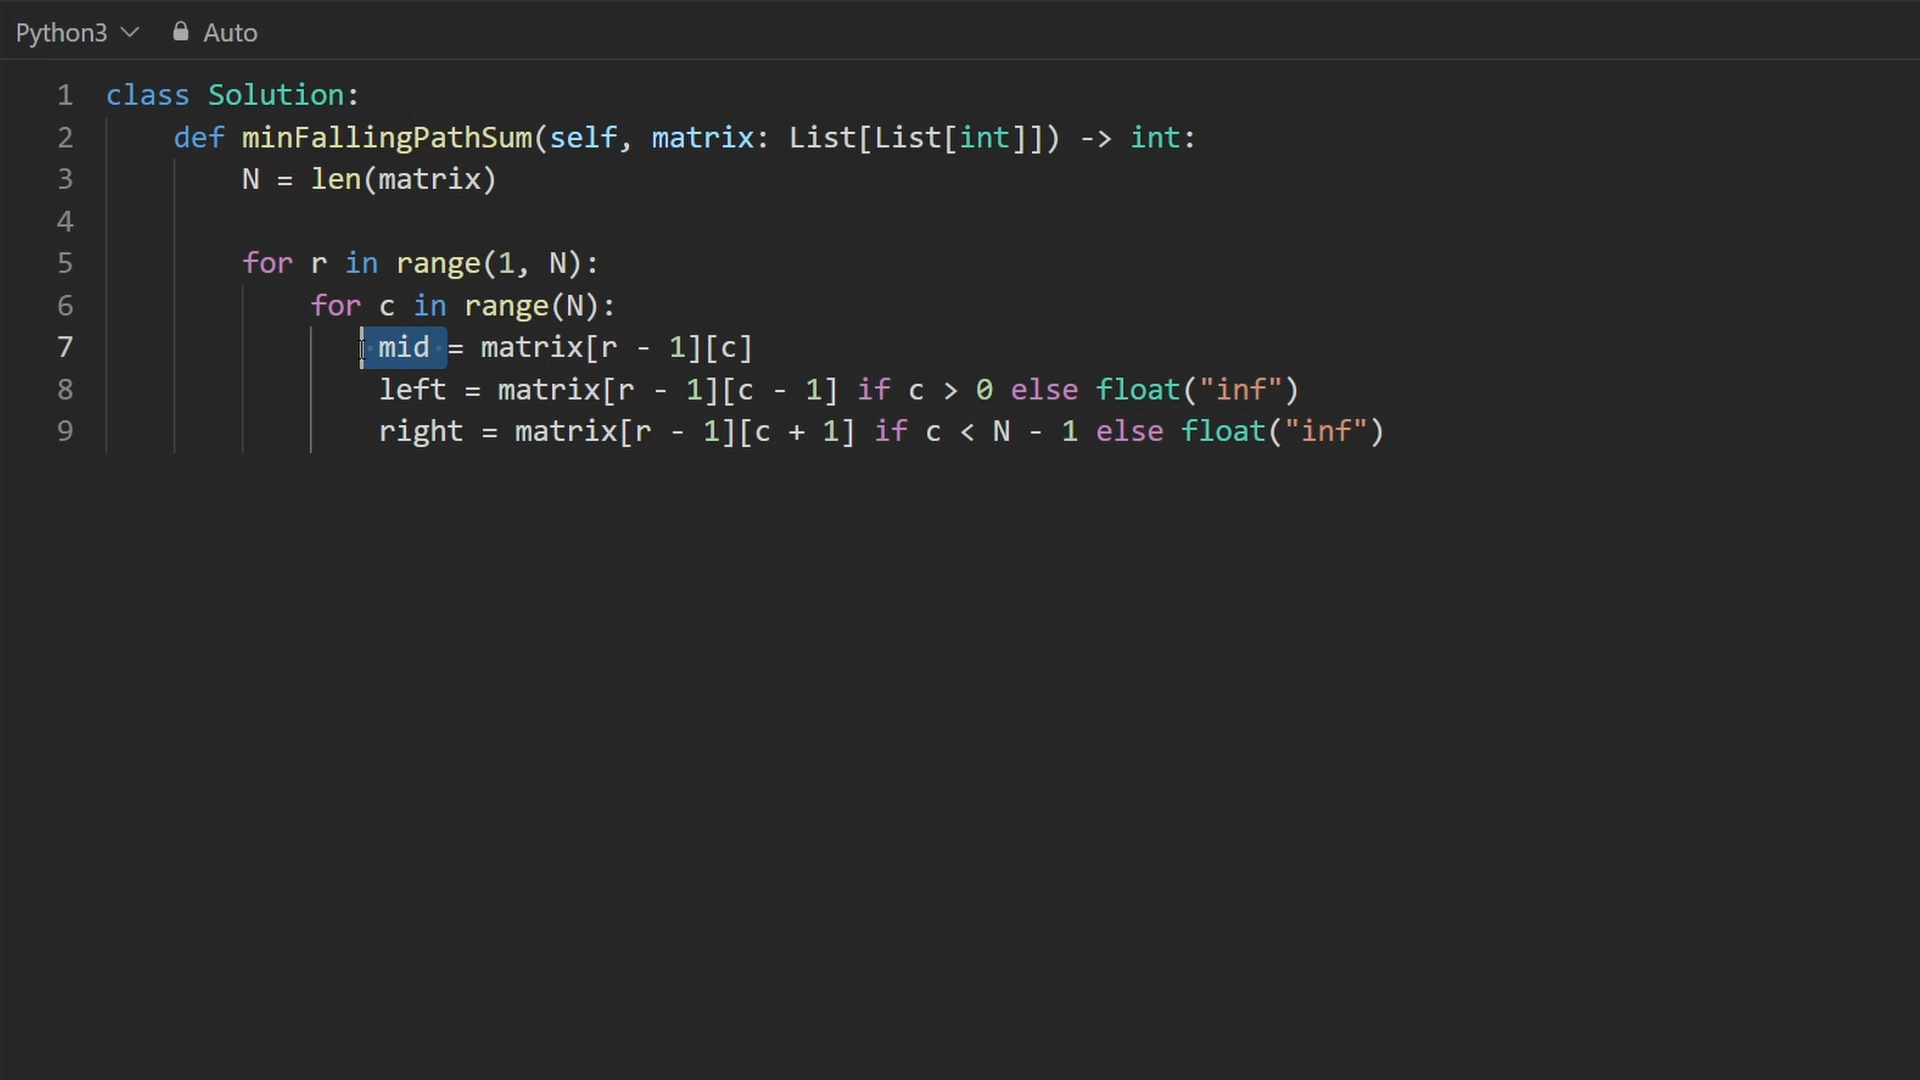 Python3 Auto
1 class Solution:
2 def minFallingPathSum(self, matrix: List[List[int]]) -> int:
3 N = len(matrix)
4
5 for r in range(1, N):
6 for c in range(N):
7 mid = matrix[r - 1][c]
8 left = matrix[r - 1][c - 1] if c > 0 else float("inf")
9 right = matrix[r - 1][c + 1] if c < N - 1 else float("inf")